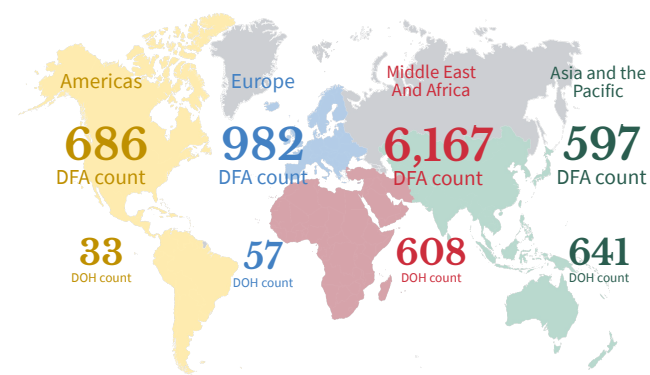 Americas
686
DFA count
33
DOH count
Europe
982
DFA count
57
DOH count
Middle East
And Africa
6,167
DFA count
608
DOH count
Asia and the
Pacific
597
DFA count
641
DOH count